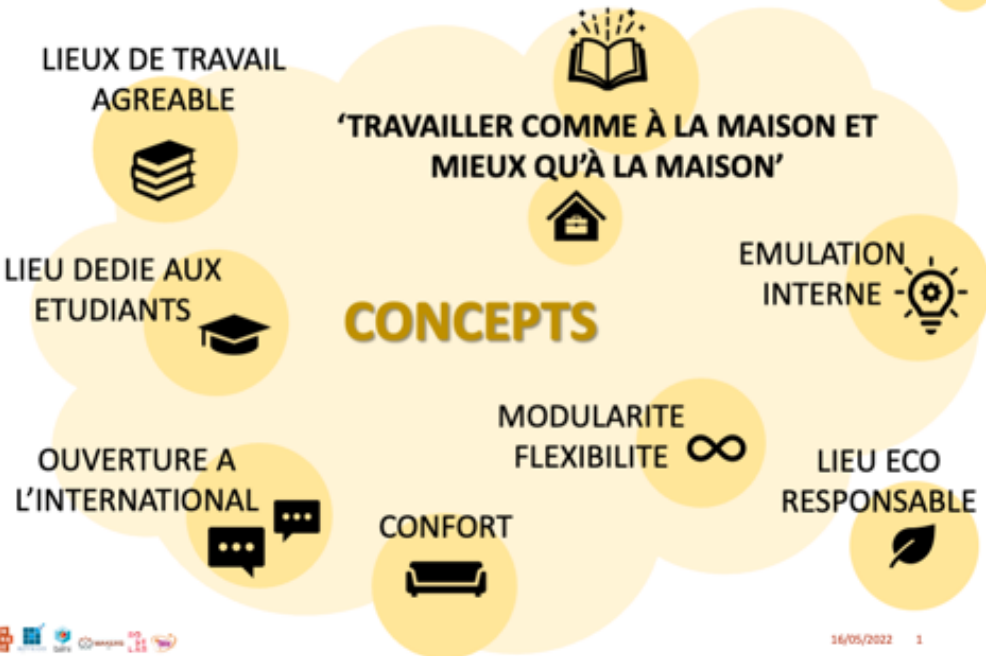 LIEUX DE TRAVAIL
AGREABLE
‘TRAVAILLER COMME À LA MAISON ET
MIEUX QU’À LA MAISON’
LIEU DEDIE AUX
ETUDIANTS
EMULATION
INTERNE
CONCEPTS
MODULARITE
FLEXIBILITE
OUVERTURE A
L’INTERNATIONAL
CONFORT
LIEU ECO
RESPONSABLE
16/05/2022 1